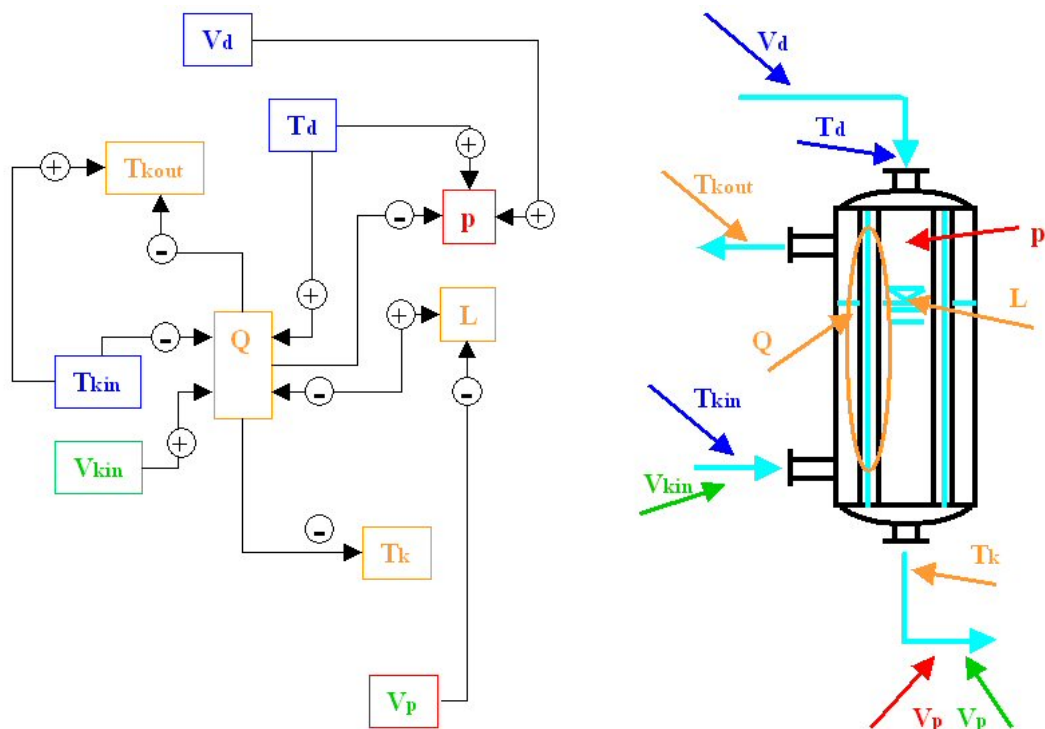 Vd
Td
+
+
Tkout
-
p
+
-
+
+
L
Q
-
-
-
Tkin
+
Vkin
-
Tk
Vp
Vd
Td
Tkout
p
L
Q
Tkin
Vkin
Tk
Vp Vp